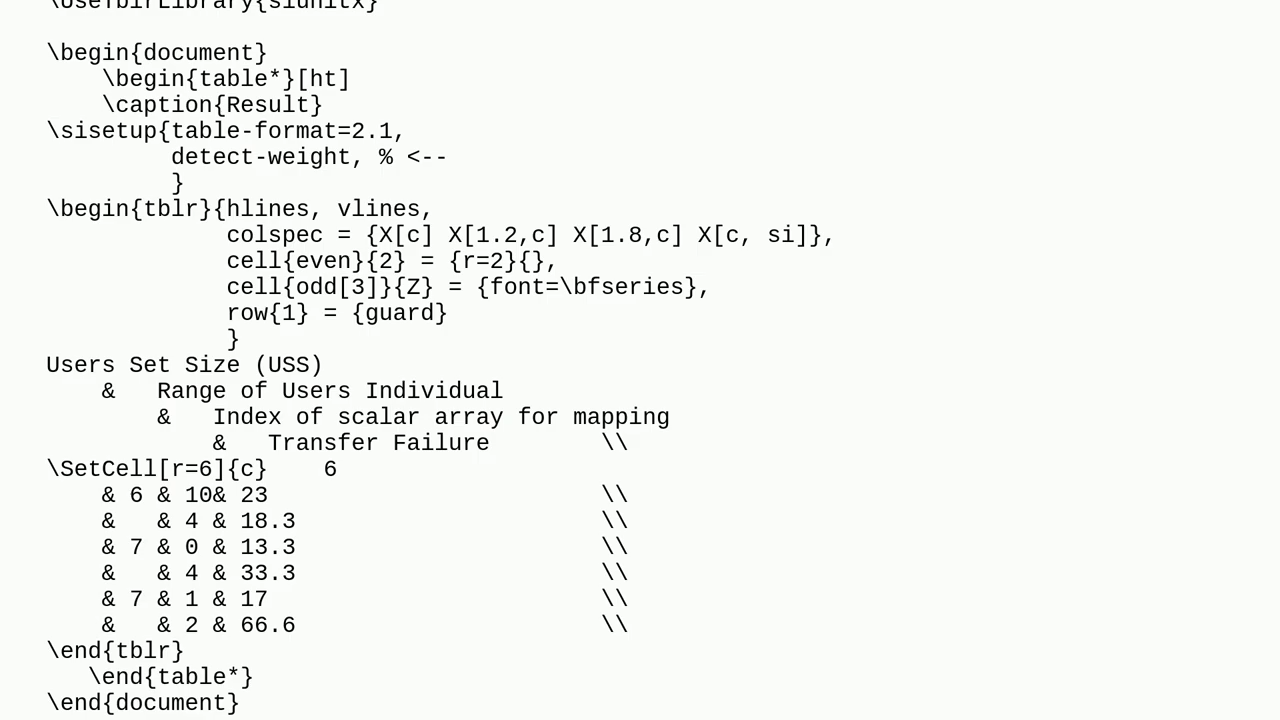 \UseTblrLibrary{siunitx}

\begin{document}
    \begin{table*}[ht]
    \caption{Result}
\sisetup{table-format=2.1,
         detect-weight, % <--
         }
\begin{tblr}{hlines, vlines,
             colspec = {X[c] X[1.2,c] X[1.8,c] X[c, si]},
             cell{even}{2} = {r=2}{},
             cell{odd[3]}{Z} = {font=\bfseries},
             row{1} = {guard}
             }
Users Set Size (USS)
    &   Range of Users Individual
        &   Index of scalar array for mapping
            &   Transfer Failure        \\
\SetCell[r=6]{c}    6
    & 6 & 10& 23                        \\
    &   & 4 & 18.3                      \\
    & 7 & 0 & 13.3                      \\
    &   & 4 & 33.3                      \\
    & 7 & 1 & 17                        \\
    &   & 2 & 66.6                      \\
\end{tblr}
   \end{table*}
\end{document}